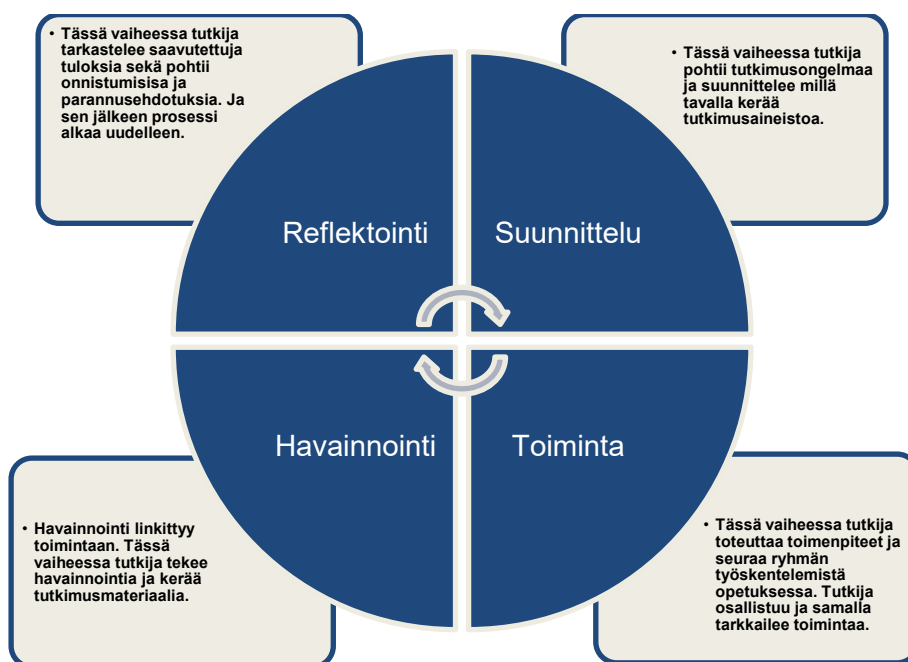 • Tässä vaiheessa tutkija
tarkastelee saavutettuja
tuloksia sekä pohtii
onnistumisisa ja
parannusehdotuksia. Ja
sen jälkeen prosessi
alkaa uudelleen.
• Tässä vaiheessa tutkija
pohtii tutkimusongelmaa
ja suunnittelee millä
tavalla kerää
tutkimusaineistoa.
Reflektointi
Suunnittelu
Havainnointi
Toiminta
• Havainnointi linkittyy
toimintaan. Tässä
vaiheessa tutkija tekee
havainnointia ja kerää
tutkimusmateriaalia.
• Tässä vaiheessa tutkija
toteuttaa toimenpiteet ja
seuraa ryhmän
työskentelemistä
opetuksessa. Tutkija
osallistuu ja samalla
tarkkailee toimintaa.